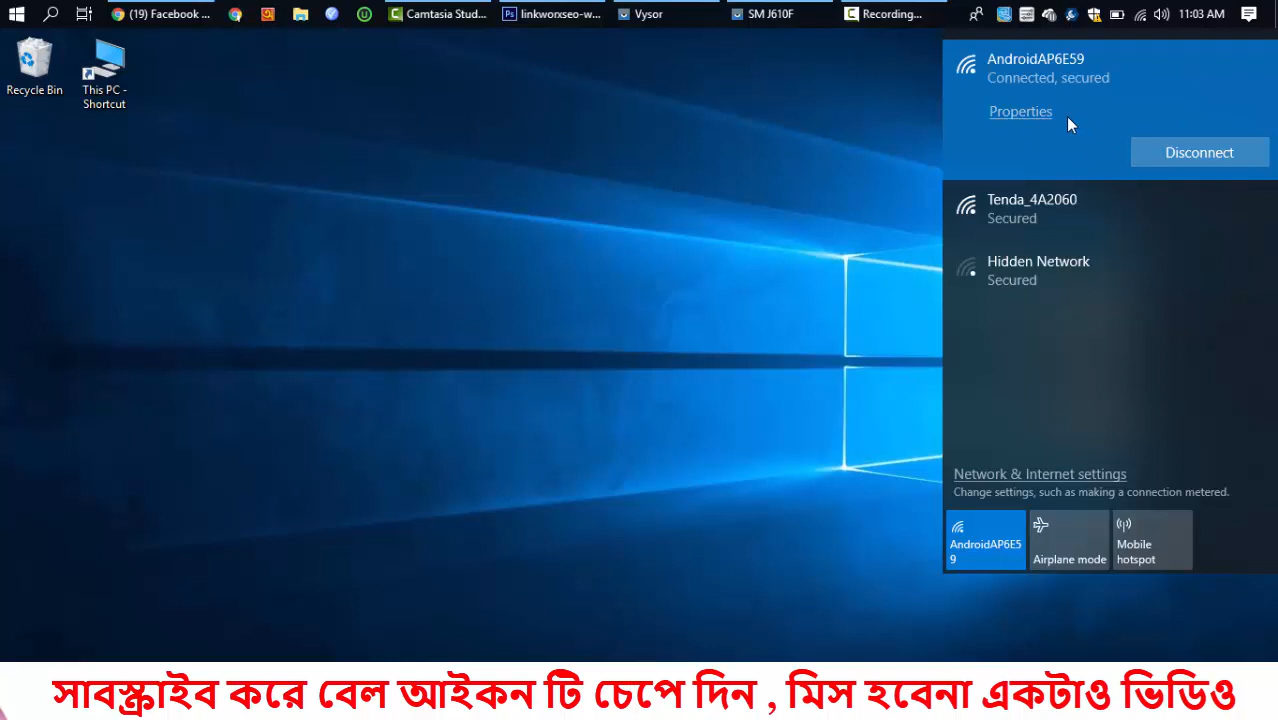 (19) Facebook ...
Camtasia Stud...
Ps
linkworxseo-w...
Vysor
SM J610F
Recording...
11:03 AM
Recycle Bin
This PC -
Shortcut
AndroidAP6E59
Connected, secured
Properties
Disconnect
Tenda_4A2060
Secured
Hidden Network
Secured
Network & Internet settings
Change settings, such as making a connection metered.
AndroidAP6E5
9
Airplane mode
Mobile
hotspot
সাবস্ক্রাইব করে বেল আইকন টি চেপে দিন , মিস হবেনা একটাও ভিডিও